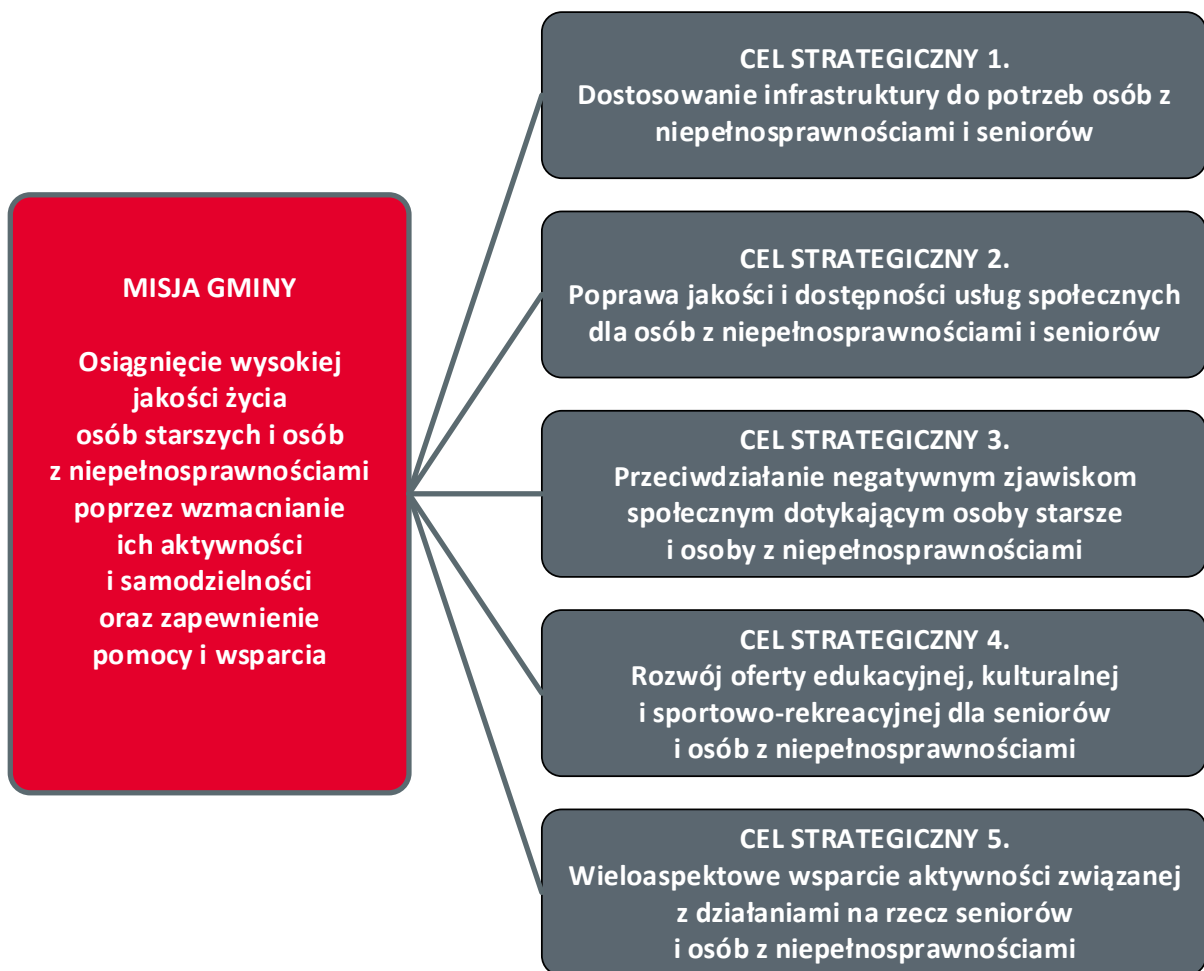 MISJA GMINY
Osiągnięcie wysokiej
jakości życia
osób starszych i osób
z niepełnosprawnościami
poprzez wzmacnianie
ich aktywności
i samodzielności
oraz zapewnienie
pomocy i wsparcia
CEL STRATEGICZNY 1.
Dostosowanie infrastruktury do potrzeb osób z
niepełnosprawnościami i seniorów
CEL STRATEGICZNY 2.
Poprawa jakości i dostępności usług społecznych
dla osób z niepełnosprawnościami i seniorów
CEL STRATEGICZNY 3.
Przeciwdziałanie negatywnym zjawiskom
społecznym dotykającym osoby starsze
i osoby z niepełnosprawnościami
CEL STRATEGICZNY 4.
Rozwój oferty edukacyjnej, kulturalnej
i sportowo-rekreacyjnej dla seniorów
i osób z niepełnosprawnościami
CEL STRATEGICZNY 5.
Wieloaspektowe wsparcie aktywności związanej
z działaniami na rzecz seniorów
i osób z niepełnosprawnościami